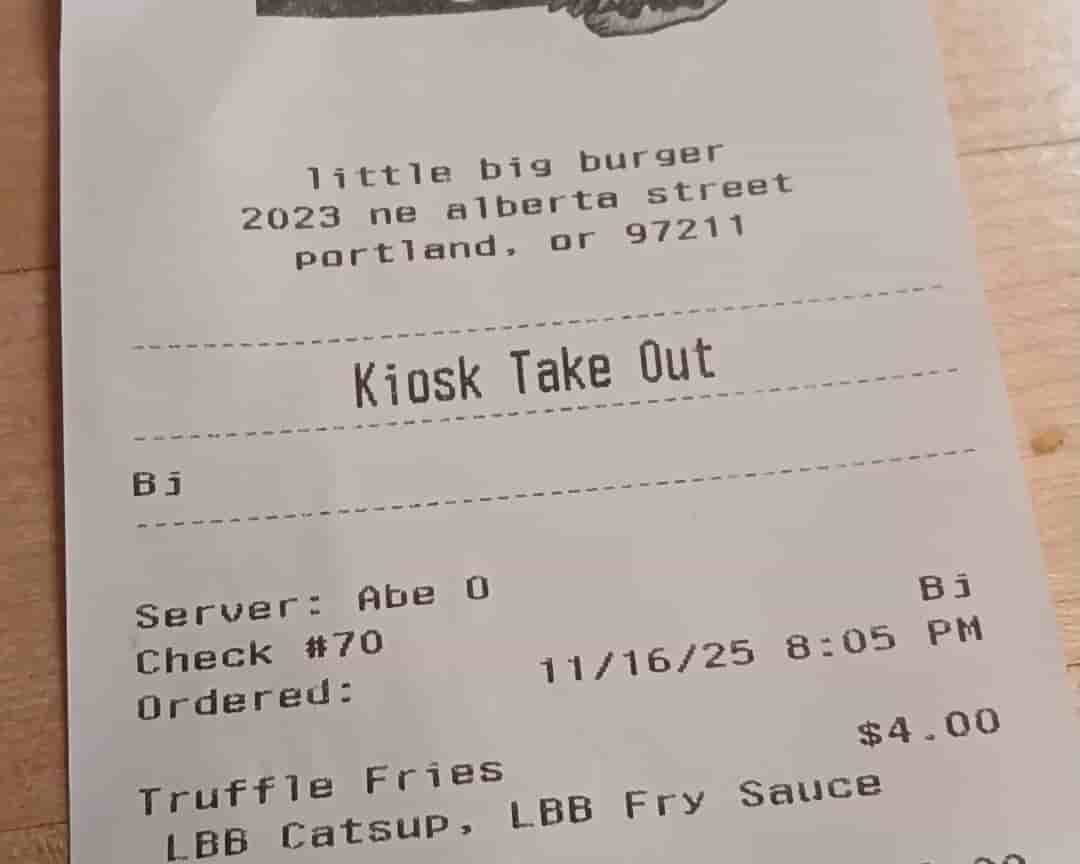 little big burger
2023 ne alberta street
portland, or 97211
Kiosk Take Out
Bj
Server: Abe O Bj
Check #70
Ordered: 11/16/25 8:05 PM
Truffle Fries $4.00
LBB Catsup, LBB Fry Sauce